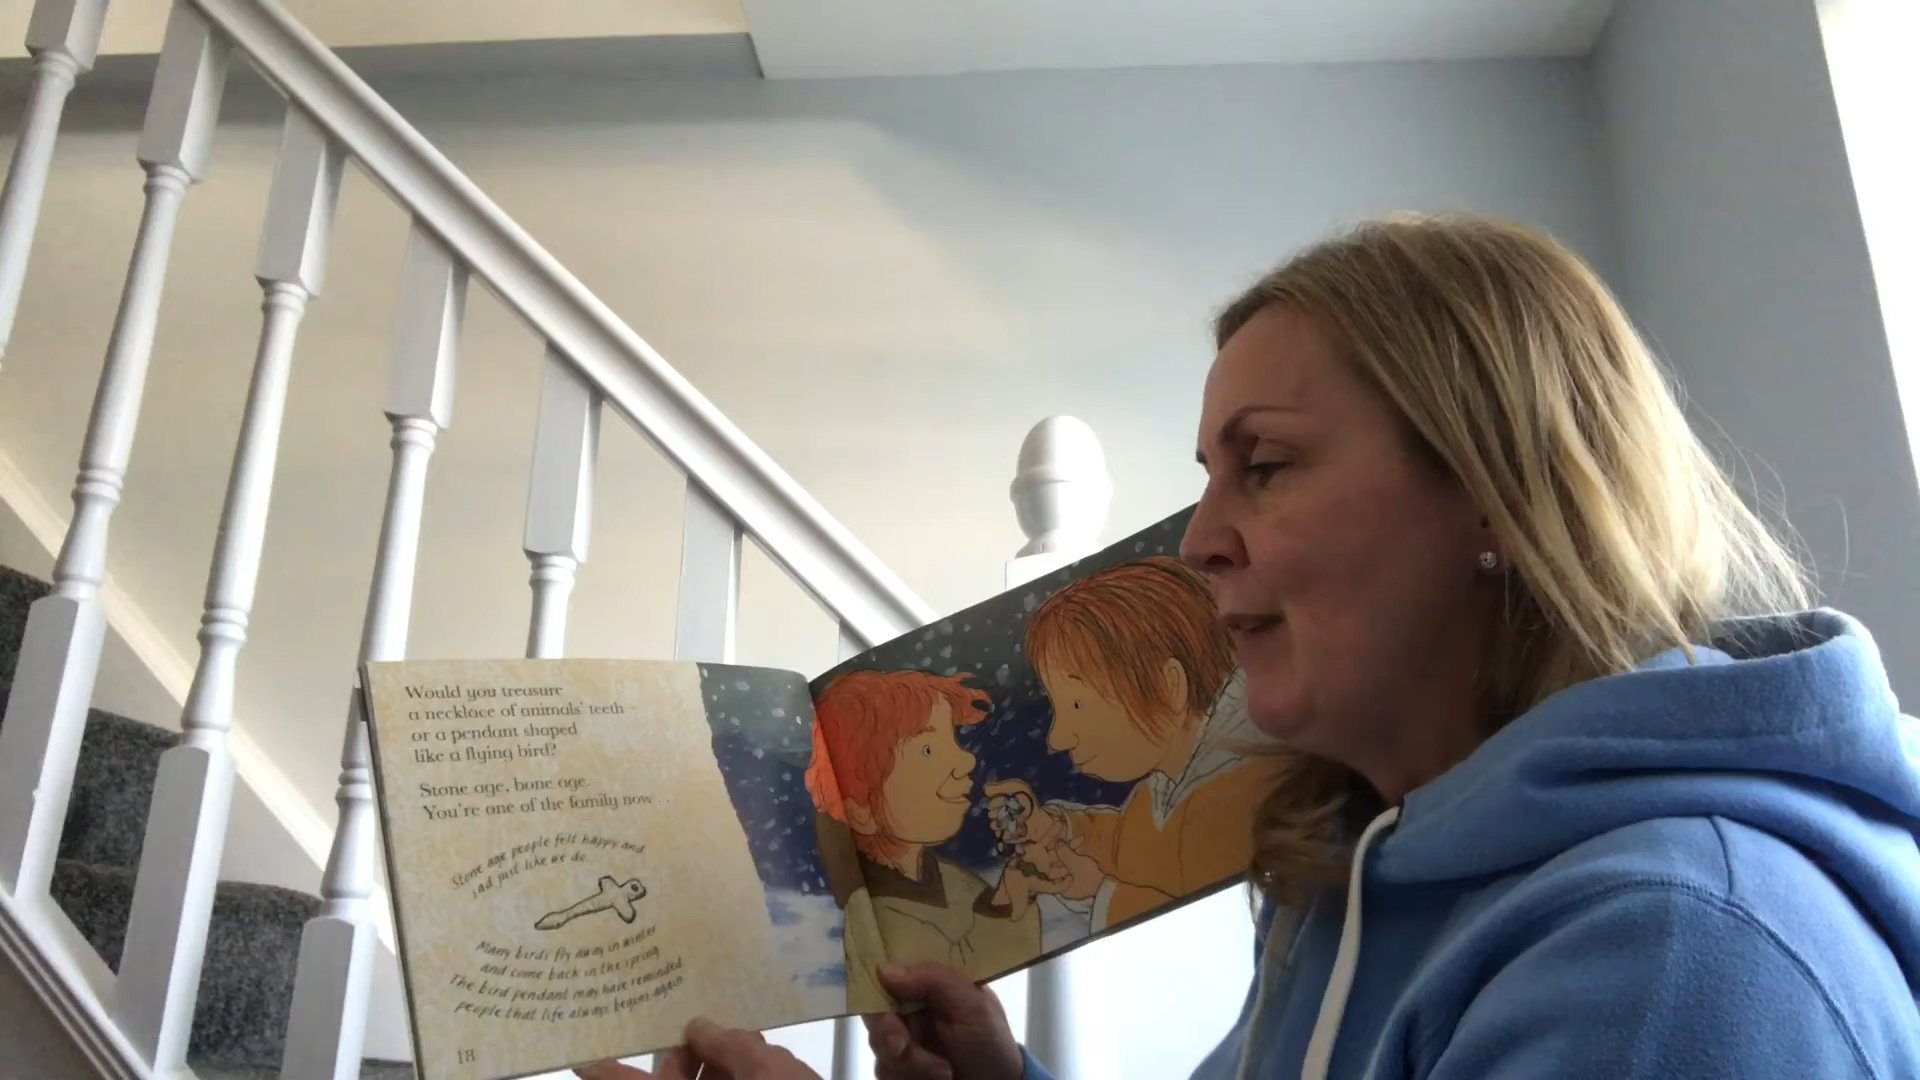 Would you treasure
a necklace of animals' teeth –
or a pendant shaped
like a flying bird?
Stone age, bone age.
You're one of the family now . .
Stone age people felt happy and
sad just like we do
Many birds fly away in winter
and come back in the spring
The bird pendant may have reminded
people that life always begins again
18